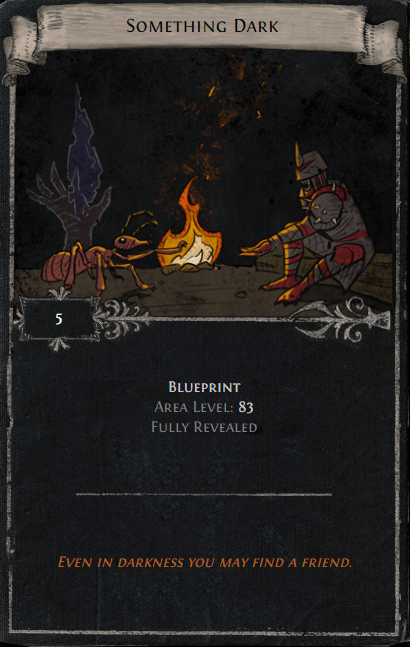 Something Dark
5
Blueprint
Area Level: 83
Fully Revealed
Even in darkness you may find a friend.